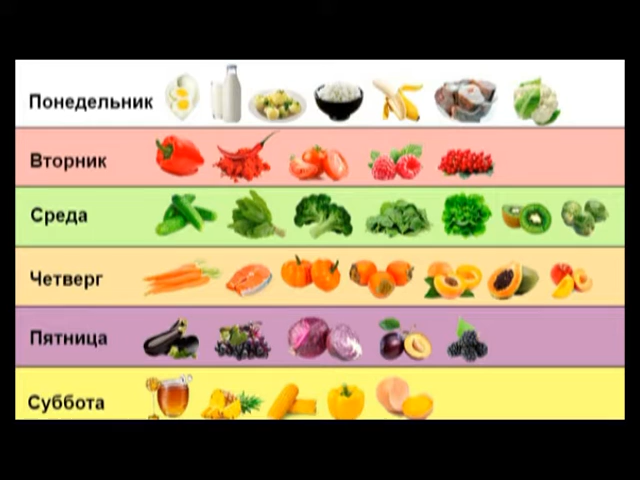 Понедельник
Вторник
Среда
Четверг
Пятница
Суббота